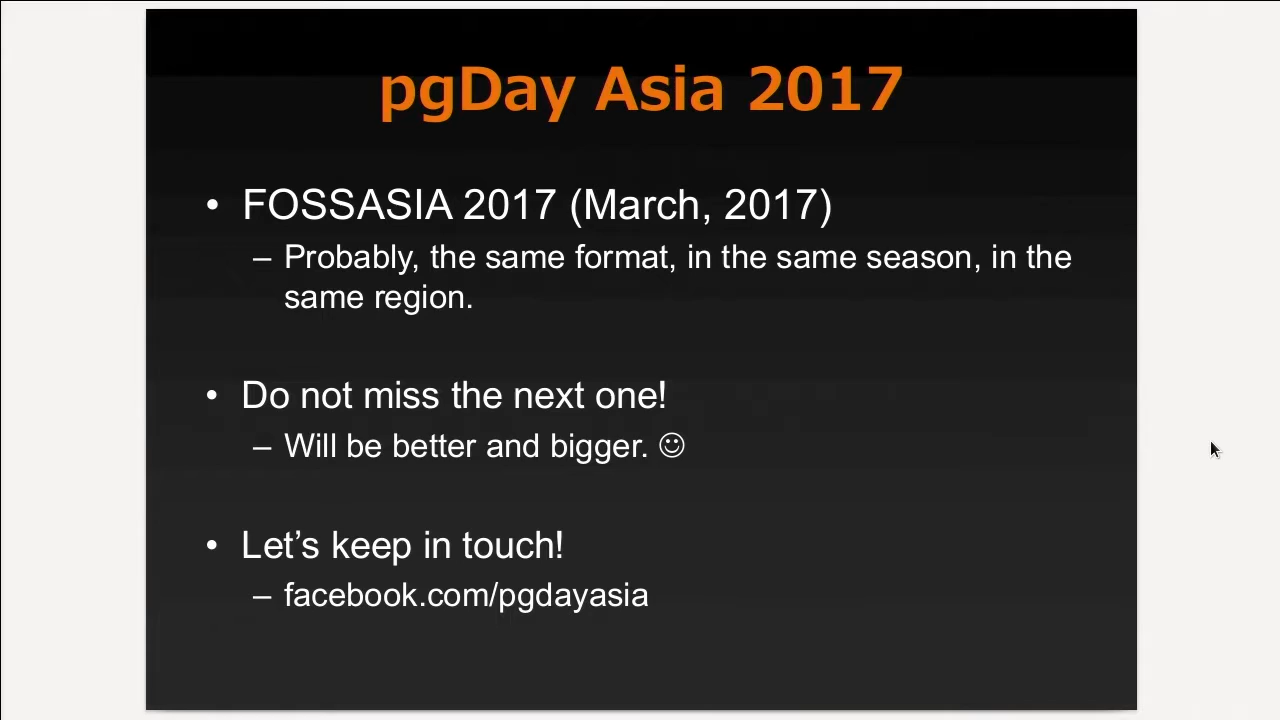 pgDay Asia 2017
• FOSSASIA 2017 (March, 2017)
– Probably, the same format, in the same season, in the
same region.
• Do not miss the next one!
– Will be better and bigger. ☺
• Let’s keep in touch!
– facebook.com/pgdayasia